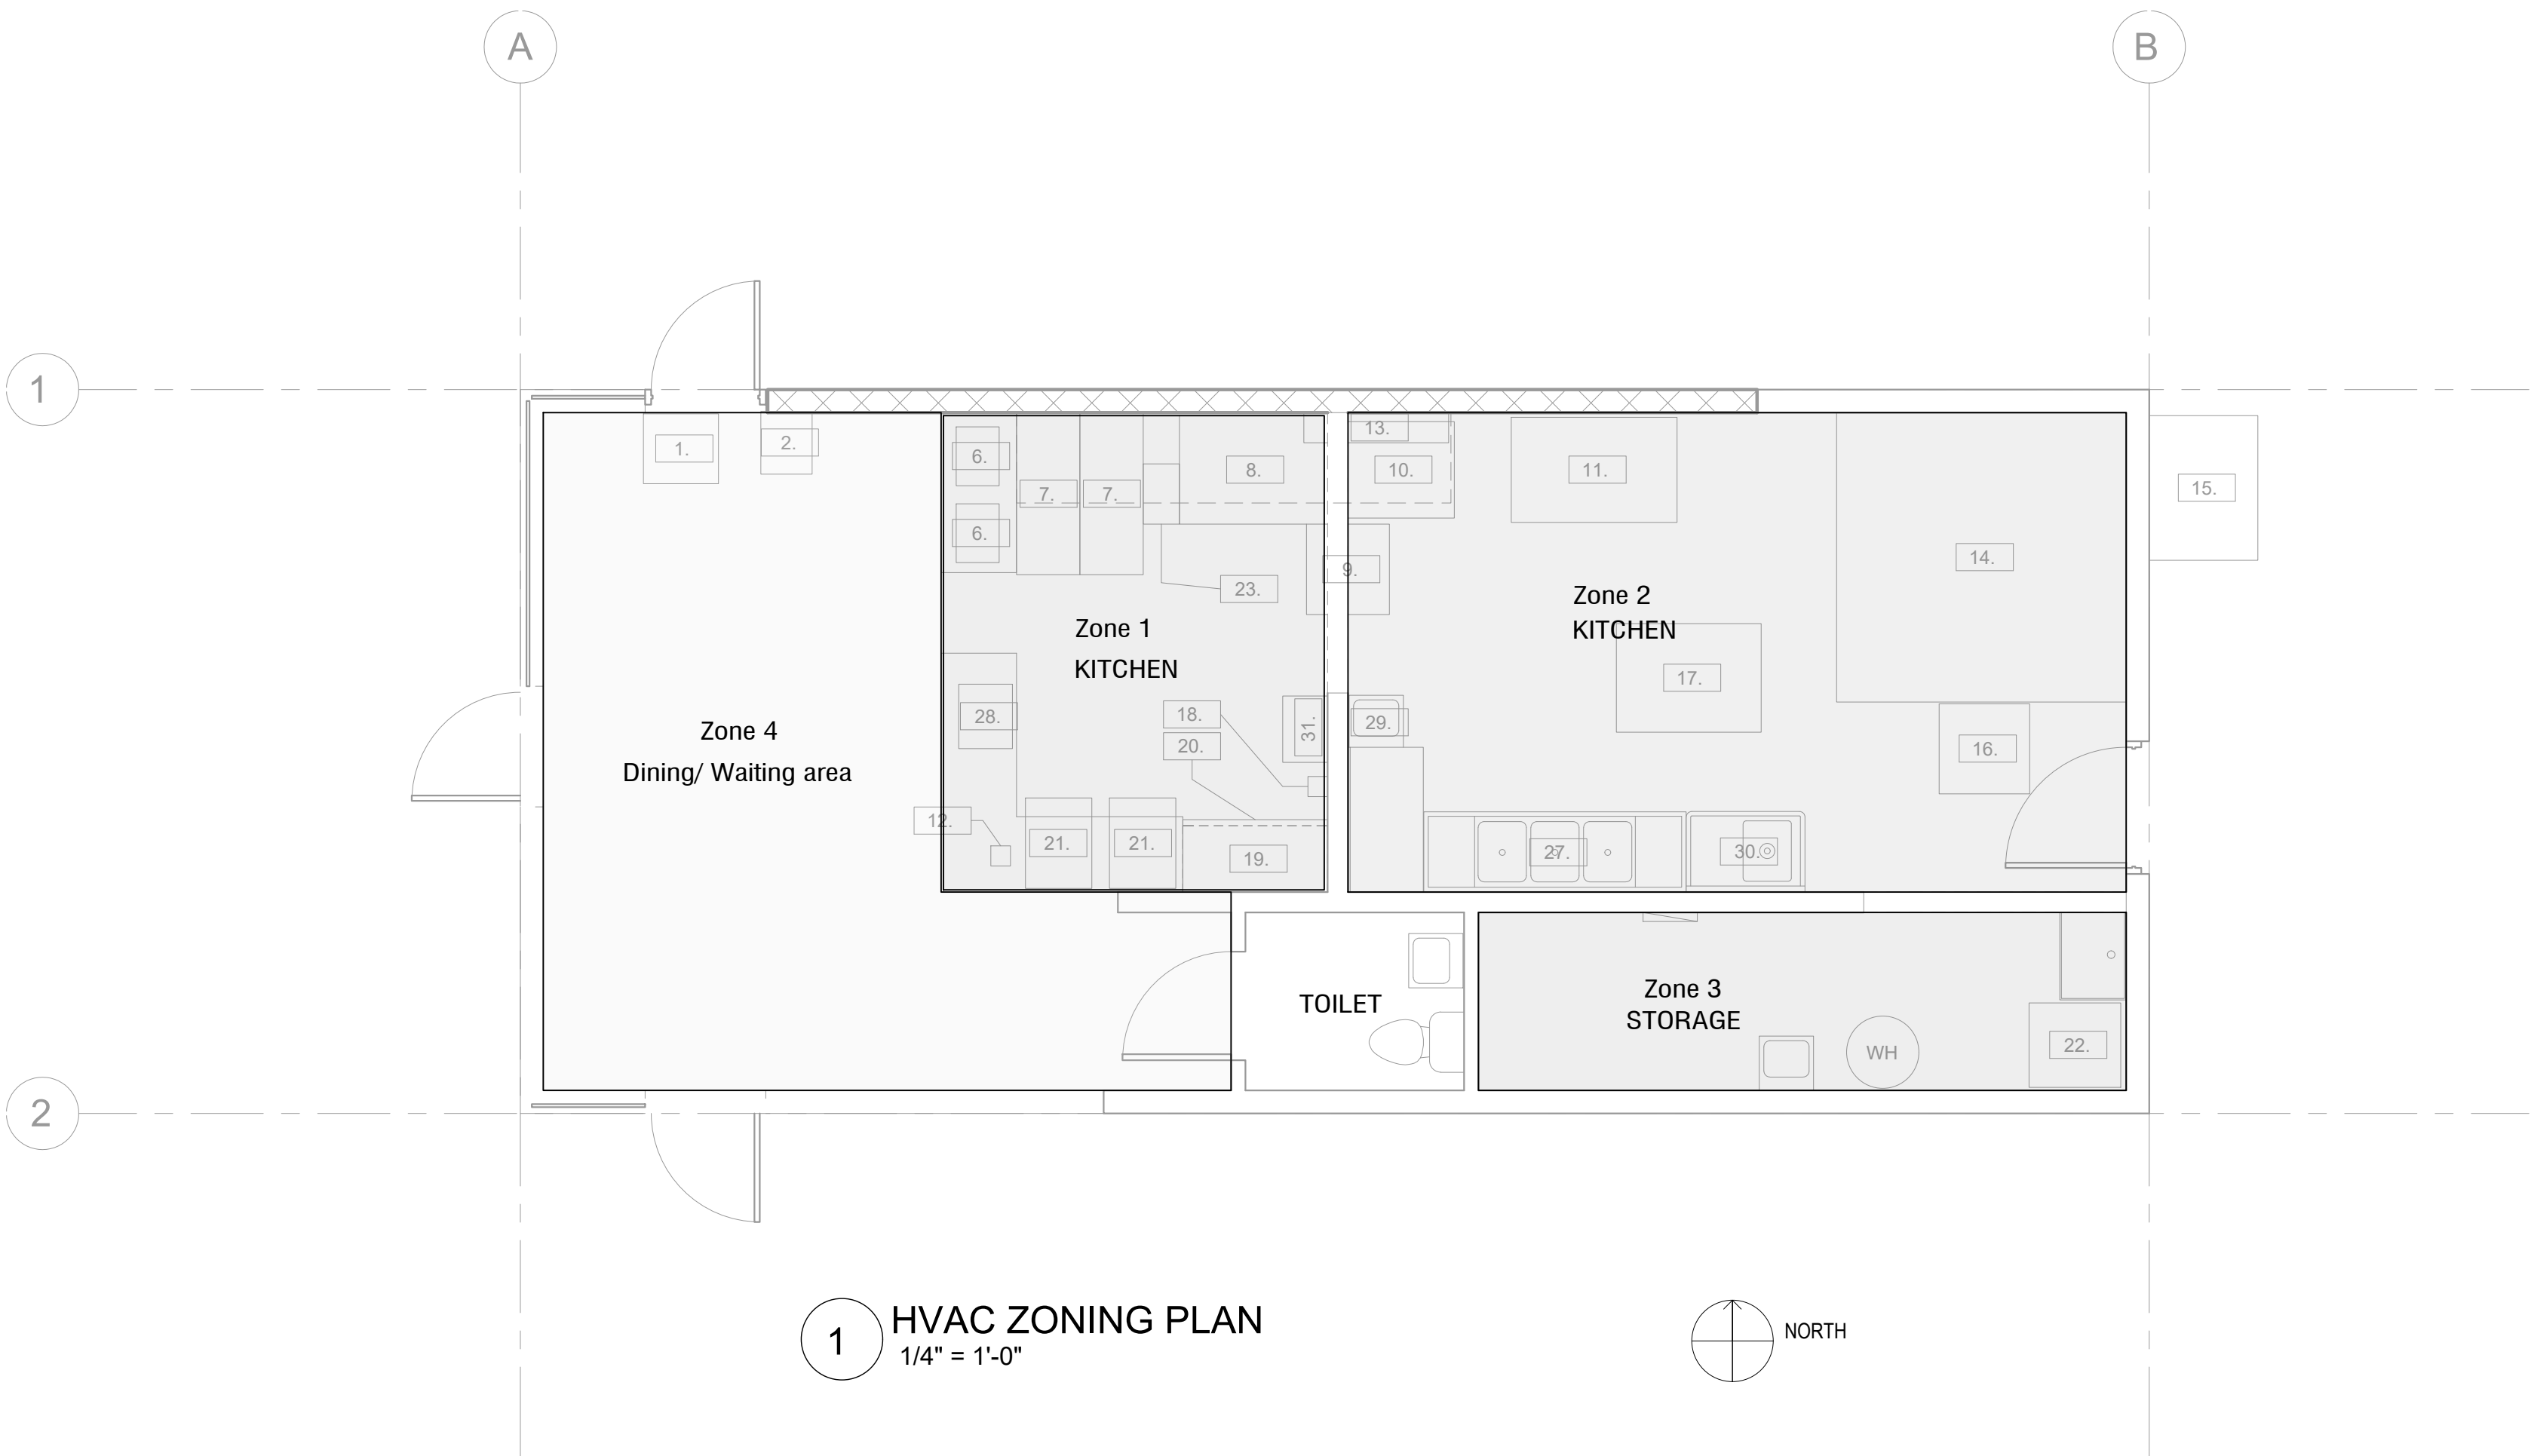 A
B
1
1.
2.
6.
7.
7.
8.
13.
10.
11.
14.
15.
6.
23.
9.
Zone 1
KITCHEN
Zone 2
KITCHEN
17.
28.
18.
20.
31.
29.
16.
Zone 4
Dining/ Waiting area
12.
21.
21.
19.
27.
30.
TOILET
Zone 3
STORAGE
WH
22.
2
1
HVAC ZONING PLAN
1/4" = 1'-0"
NORTH